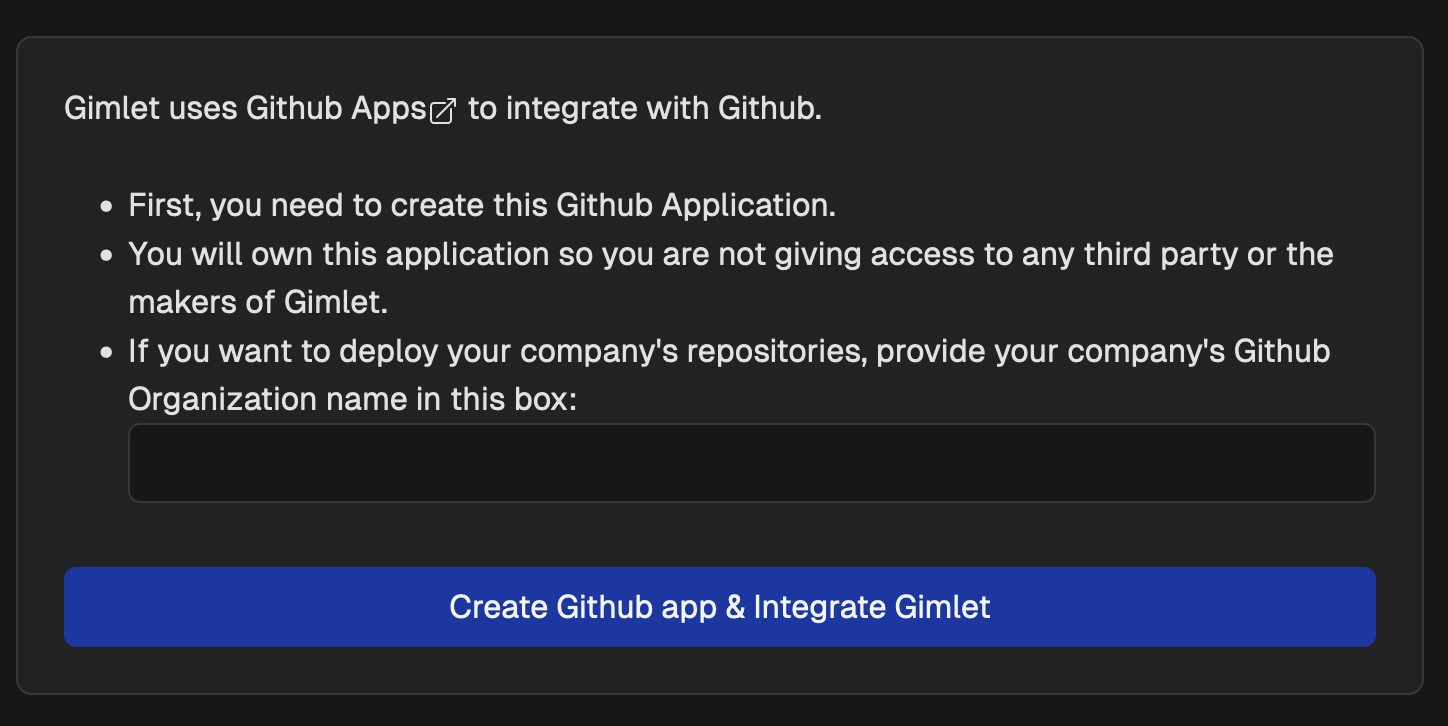 Gimlet uses Github Apps to integrate with Github.
• First, you need to create this Github Application.
• You will own this application so you are not giving access to any third party or the
makers of Gimlet.
• If you want to deploy your company's repositories, provide your company's Github
Organization name in this box:
Create Github app & Integrate Gimlet